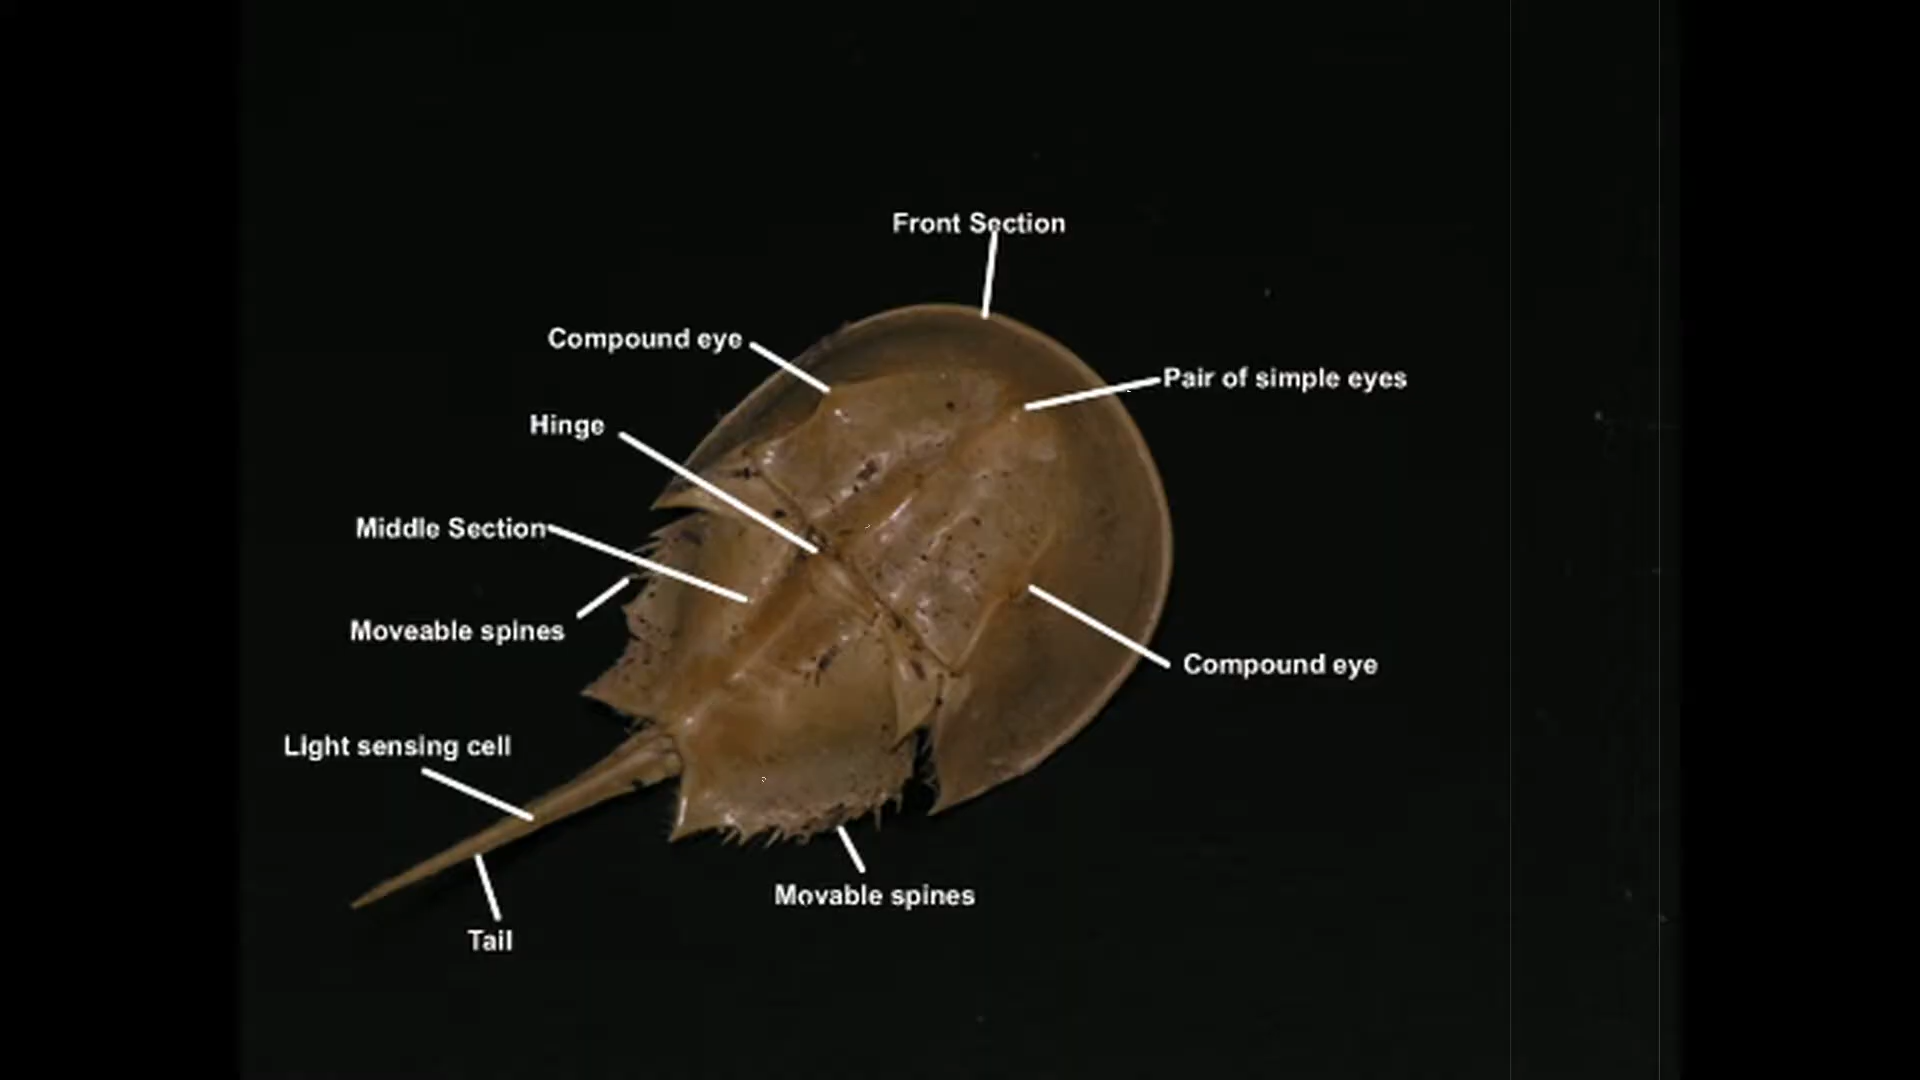 Front Section
Compound eye
Pair of simple eyes
Hinge
Middle Section
Moveable spines
Compound eye
Light sensing cell
Movable spines
Tail